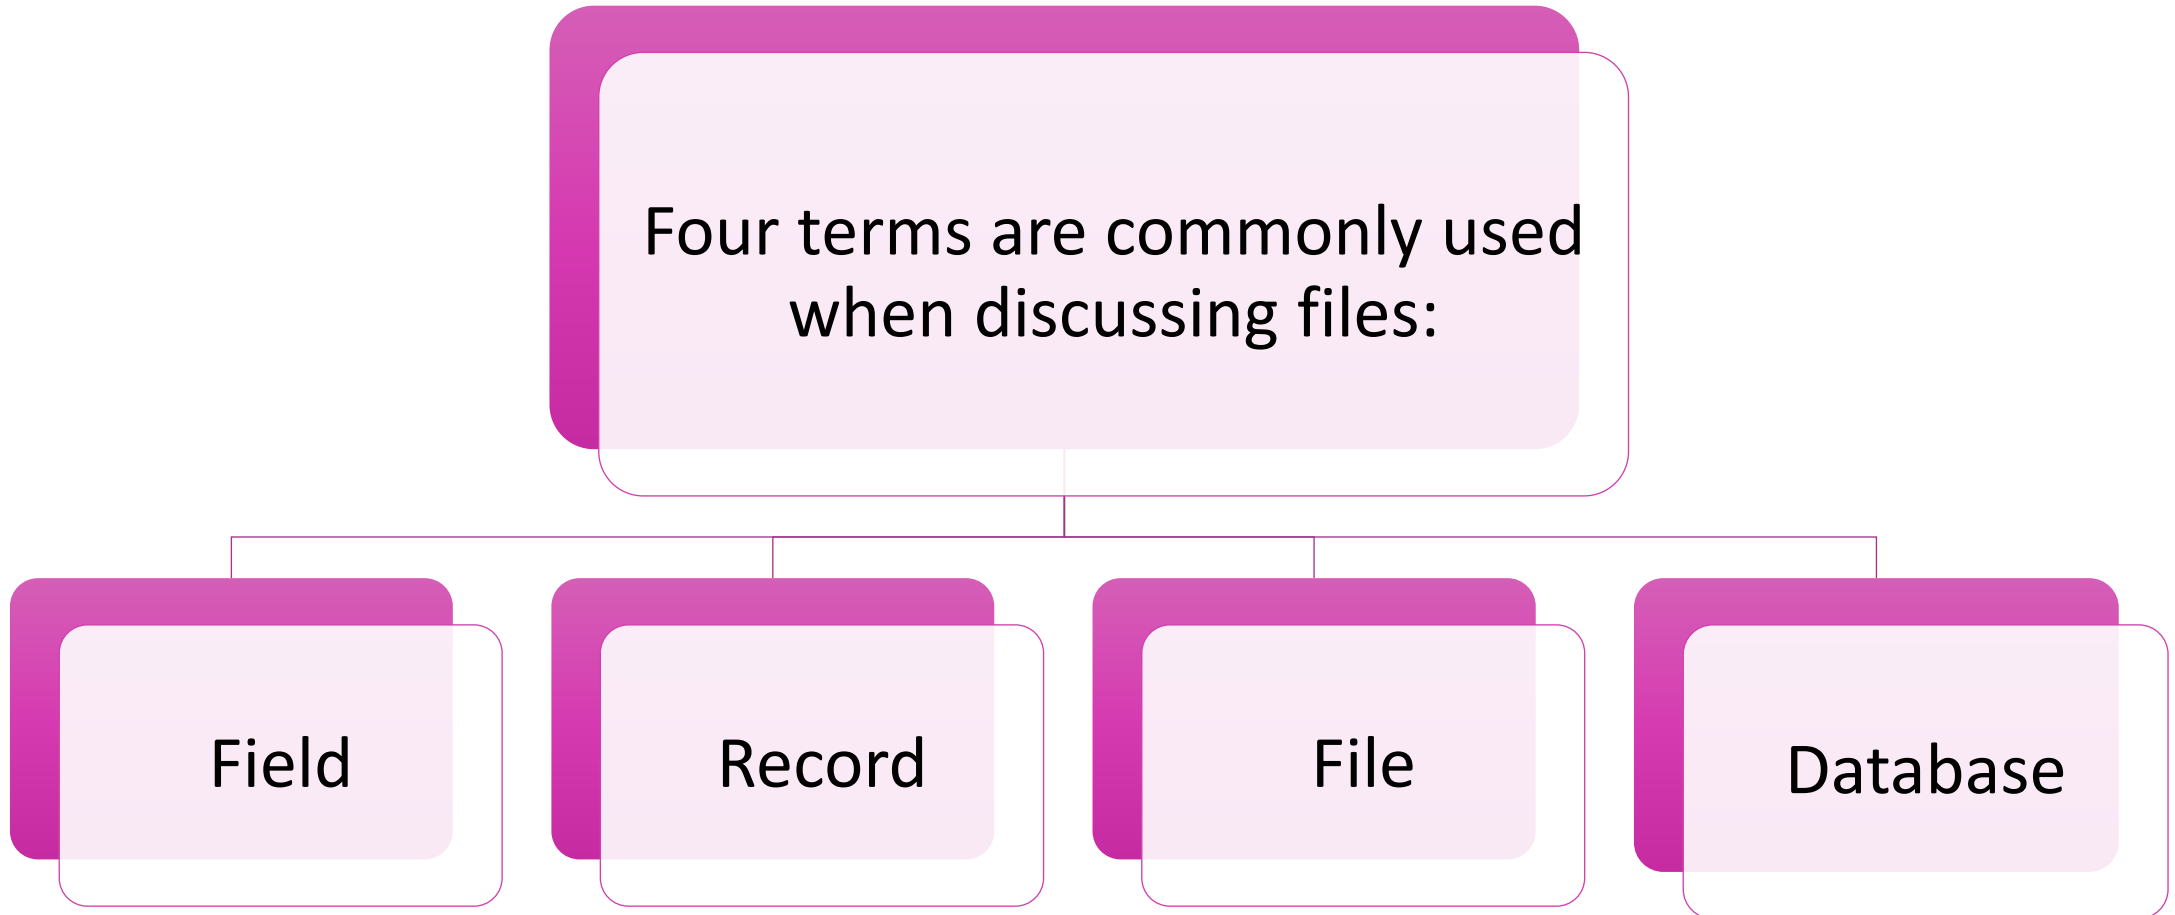 Four terms are commonly used
when discussing files:
Field
Record
File
Database